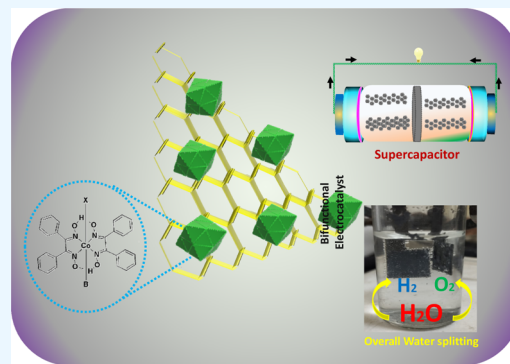 Supercapacitor
Bifunctional
Electrocatalyst
X
H
O
O
N
N
Co
N
N
O
H
O
B
H₂ O₂
H₂O
Overall Water splitting